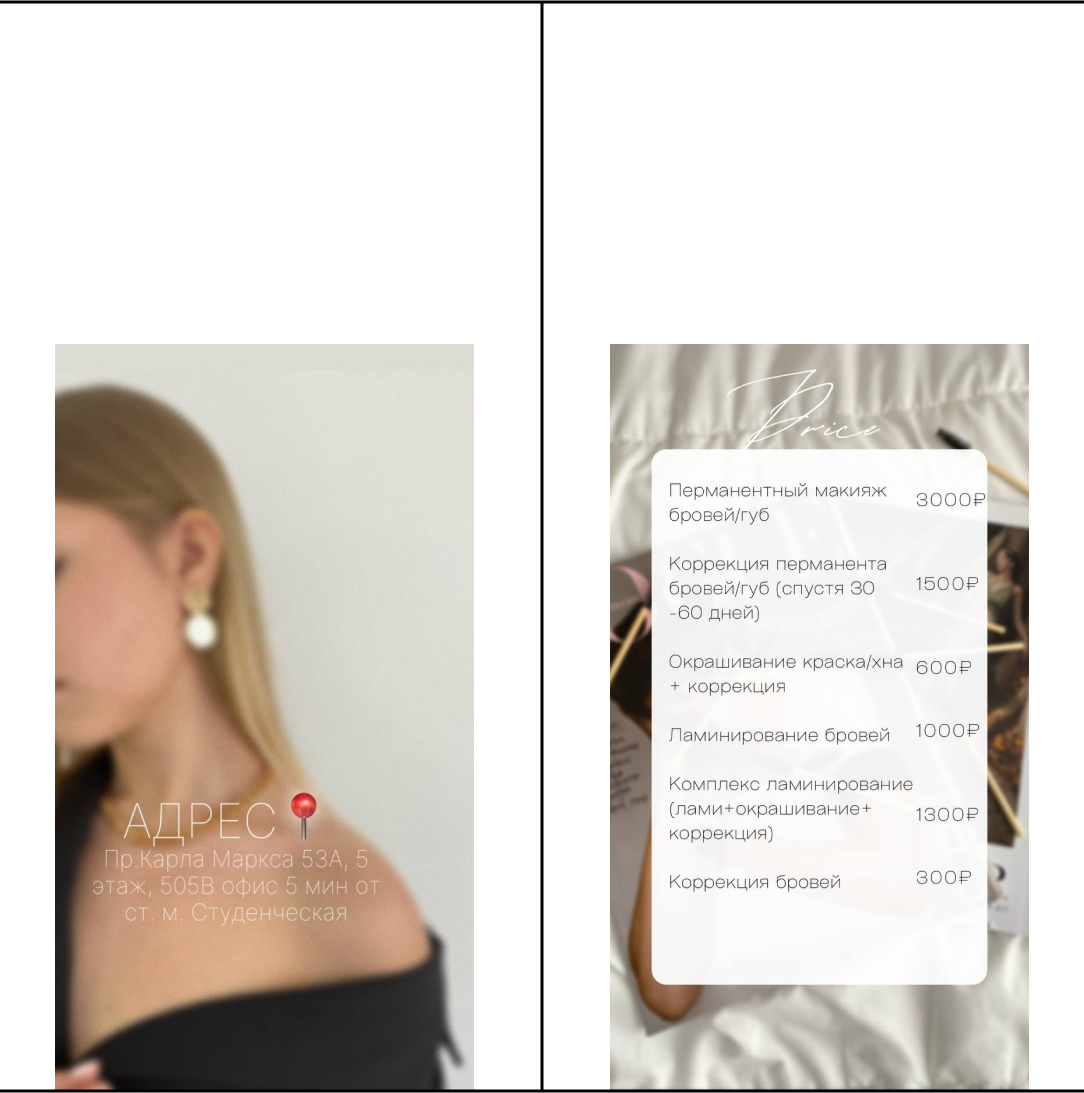 АДРЕС📍
Пр.Карла Маркса 53А, 5
этаж, 505В офис 5 мин от
ст. м. Студенческая
Price
Перманентный макияж
бровей/губ
3000₽
Коррекция перманента
бровей/губ (спустя 30
-60 дней)
1500₽
Окрашивание краска/хна
+ коррекция
600₽
Ламинирование бровей
1000₽
Комплекс ламинирование
(лами+окрашивание+
коррекция)
1300₽
Коррекция бровей
300₽